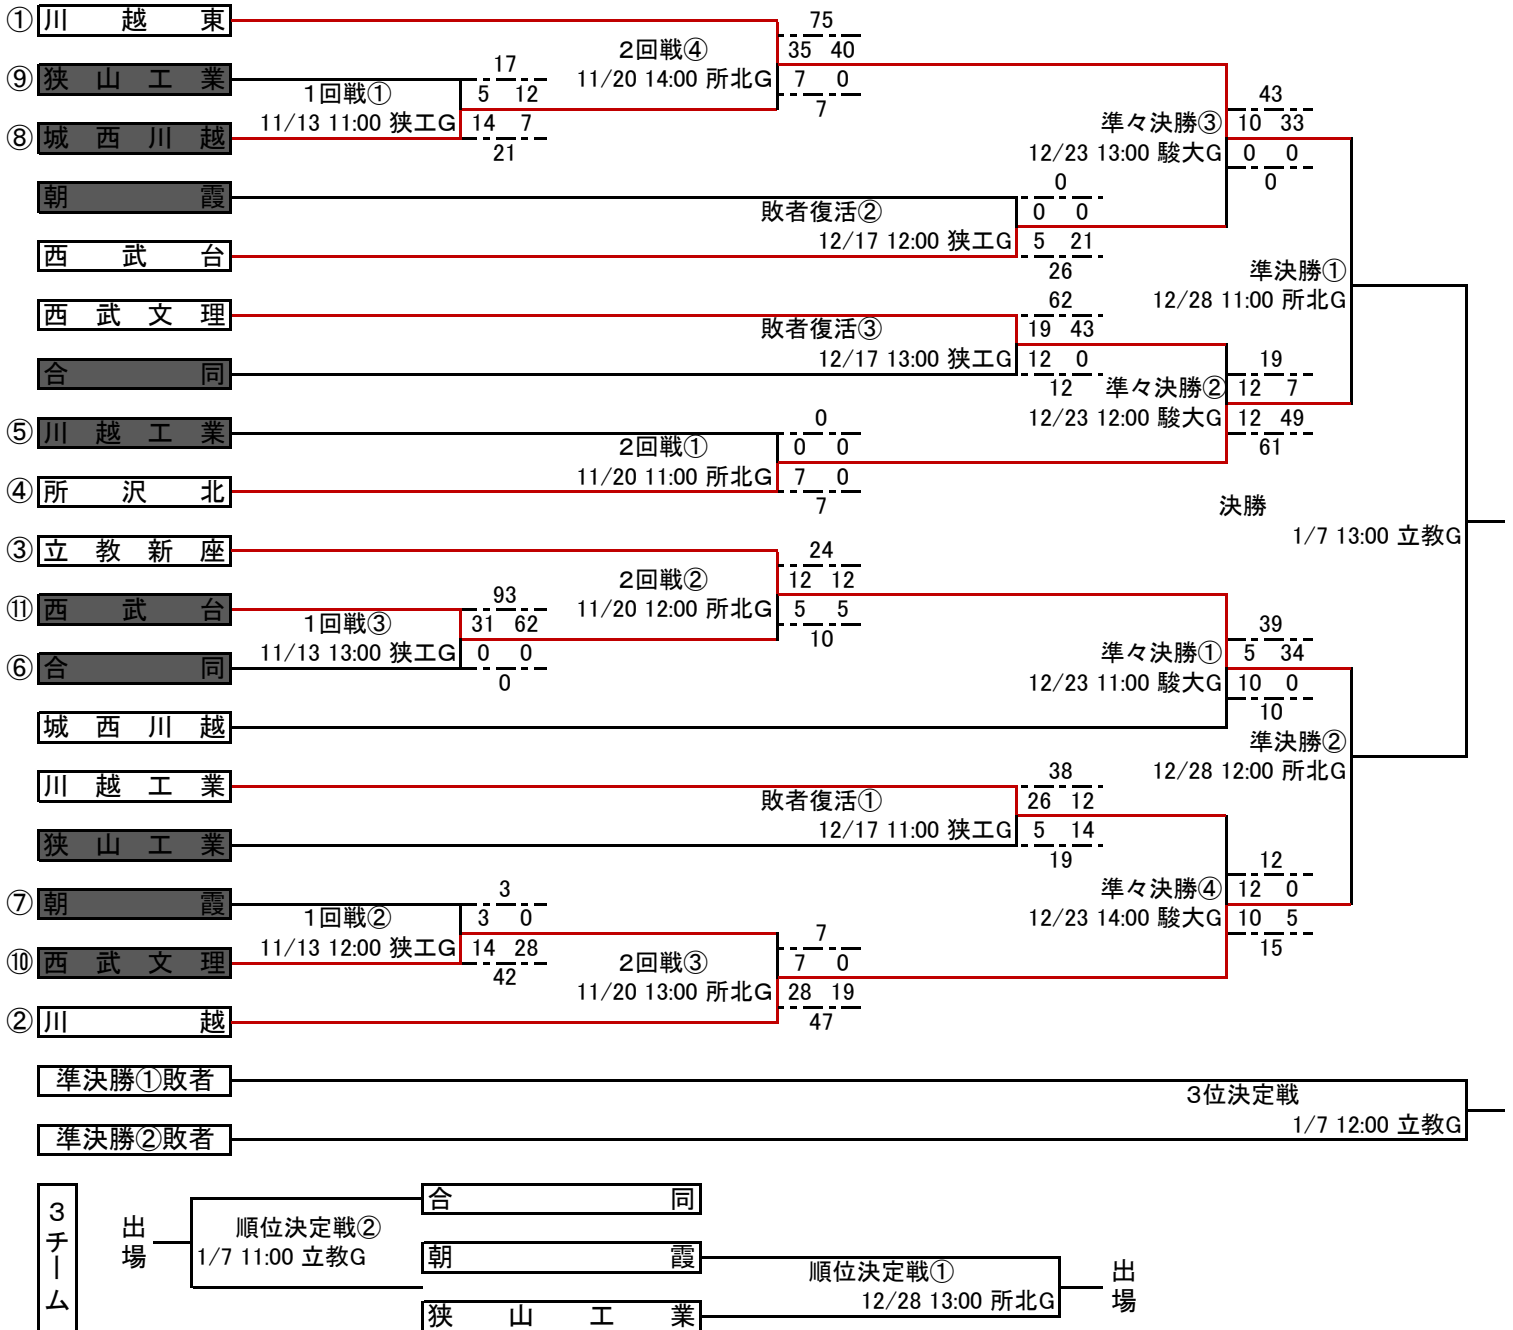 ① 川越東
75
35 40
2回戦④
11/20 14:00 所北G
7 0
7
⑨ 狭山工業
17
5 12
1回戦①
11/13 11:00 狭工G
14 7
21
⑧ 城西川越
43
10 33
準々決勝③
12/23 13:00 駿大G
0 0
0
朝霞
0
0 0
敗者復活②
12/17 12:00 狭工G
5 21
26
西武台
準決勝①
12/28 11:00 所北G
西武文理
62
19 43
敗者復活③
12/17 13:00 狭工G
12 0
12
合同
19
12 7
準々決勝②
12/23 12:00 駿大G
12 49
61
⑤ 川越工業
0
0 0
2回戦①
11/20 11:00 所北G
7 0
7
④ 所沢北
決勝
1/7 13:00 立教G
③ 立教新座
24
12 12
2回戦②
11/20 12:00 所北G
5 5
10
⑪ 西武台
93
31 62
1回戦③
11/13 13:00 狭工G
0 0
0
⑥ 合同
39
5 34
準々決勝①
12/23 11:00 駿大G
10 0
10
城西川越
準決勝②
12/28 12:00 所北G
川越工業
38
26 12
敗者復活①
12/17 11:00 狭工G
5 14
19
狭山工業
12
12 0
準々決勝④
12/23 14:00 駿大G
10 5
15
⑦ 朝霞
3
3 0
1回戦②
11/13 12:00 狭工G
14 28
42
⑩ 西武文理
7
7 0
2回戦③
11/20 13:00 所北G
28 19
47
② 川越
準決勝①敗者
3位決定戦
1/7 12:00 立教G
準決勝②敗者
3チーム
出場
順位決定戦②
1/7 11:00 立教G
合同
朝霞
狭山工業
順位決定戦①
12/28 13:00 所北G
出場